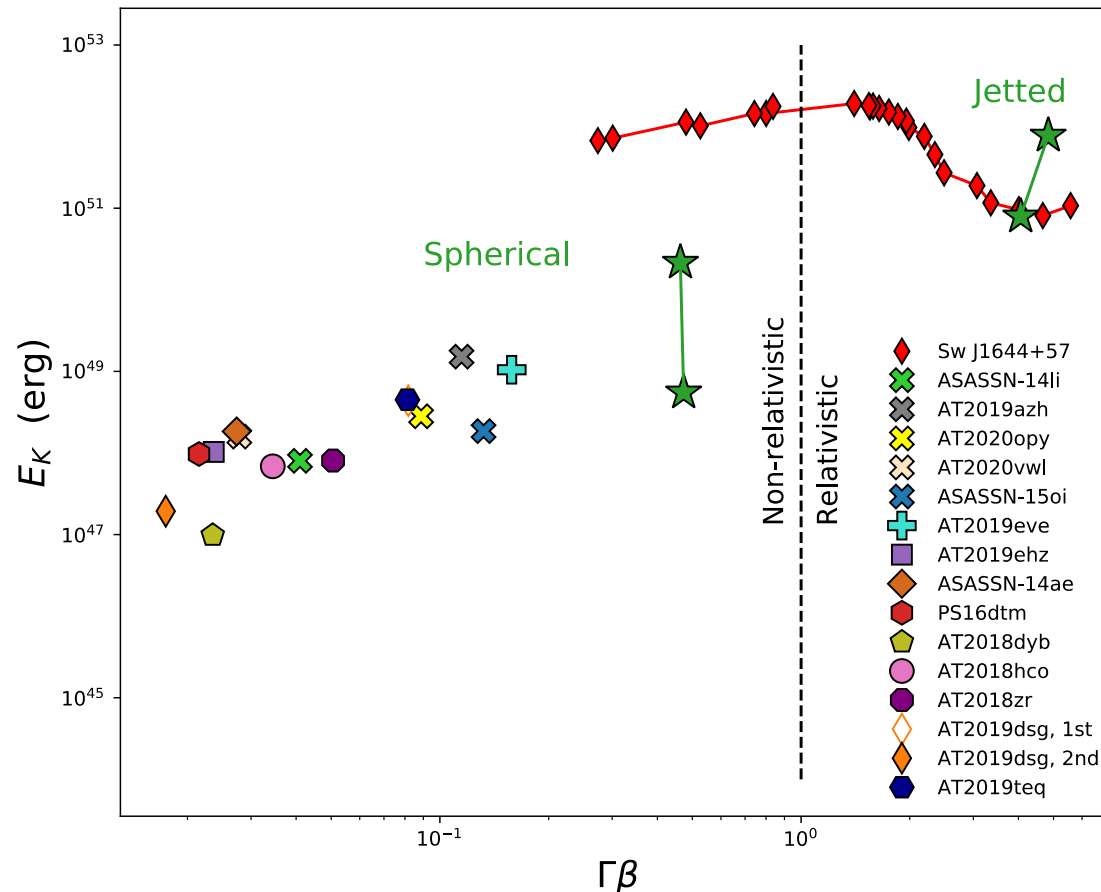 10^53
10^51
10^49
10^47
10^45
E_K (erg)
Jetted
Spherical
Non-relativistic
Relativistic
Sw J1644+57
ASASSN-14li
AT2019azh
AT2020opy
AT2020vwl
ASASSN-15oi
AT2019eve
AT2019ehz
ASASSN-14ae
PS16dtm
AT2018dyb
AT2018hco
AT2018zr
AT2019dsg, 1st
AT2019dsg, 2nd
AT2019teq
10^−1
10^0
Γβ